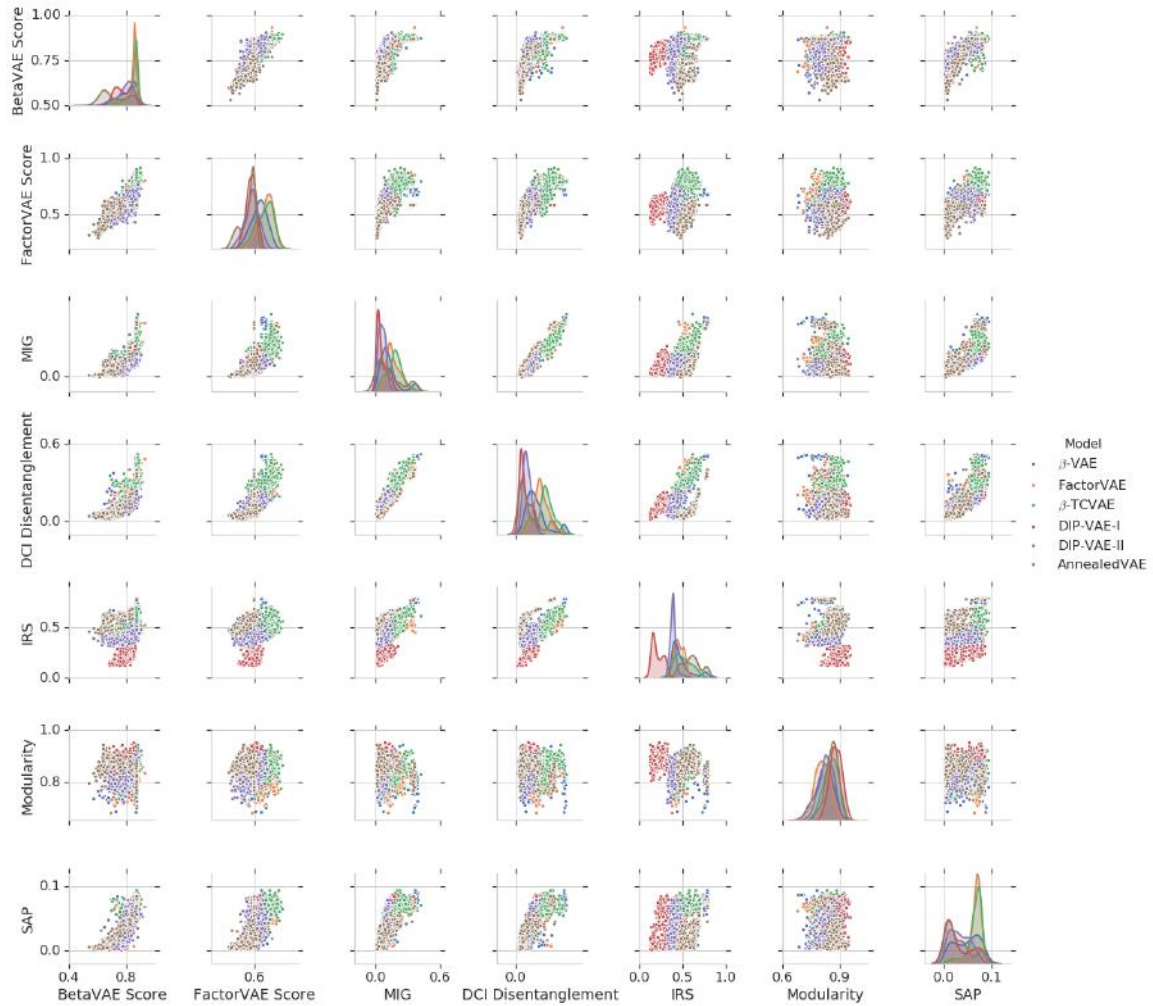 BetaVAE Score
1.00
0.75
0.50
FactorVAE Score
1.0
0.5
MIG
0.0
DCI Disentanglement
0.6
0.0
IRS
0.5
0.0
Modularity
1.0
0.8
SAP
0.1
0.0
0.4 0.8
0.6
0.0 0.6
0.0
0.0 0.5 1.0
0.6 0.9
0.0 0.1
BetaVAE Score FactorVAE Score MIG DCI Disentanglement IRS Modularity SAP
Model
β-VAE
FactorVAE
β-TCVAE
DIP-VAE-I
DIP-VAE-II
AnnealedVAE